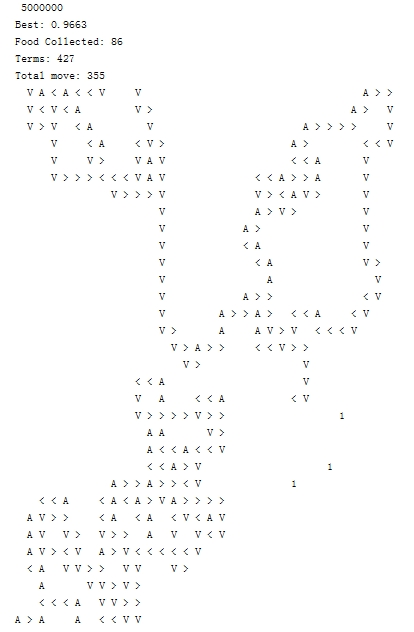 5000000
Best: 0.9663
Food Collected: 86
Terms: 427
Total move: 355
V A < A < < V V A > >
V < V < A V > A > V
V > V < A V A > > > > V
V < A < V > A > < < V
V V > V A V < < A V
V > > > > < < < V A V < < A > > A V
V > > > V V > < A V > V
V A > V > V
V A > V
V < A V
V < A V >
V A V
V A > > < V
V A > > A > < < A < V
V > A A V > V < < < V
V > A > > < < V > >
V > V
< < A V
V A < < A < V
V > > > > V > 1
A A V >
A < < A < < V
< < A > V 1
A > > A > > < V 1
< < A < A < A > V A > > > >
A V > > < A < A < V < A V
A V V > V > > A V V < V
A V > < V A > V < < < < < V
< A V V > > V V V >
A V V > V >
< < < A V V > >
A > A A < < V V